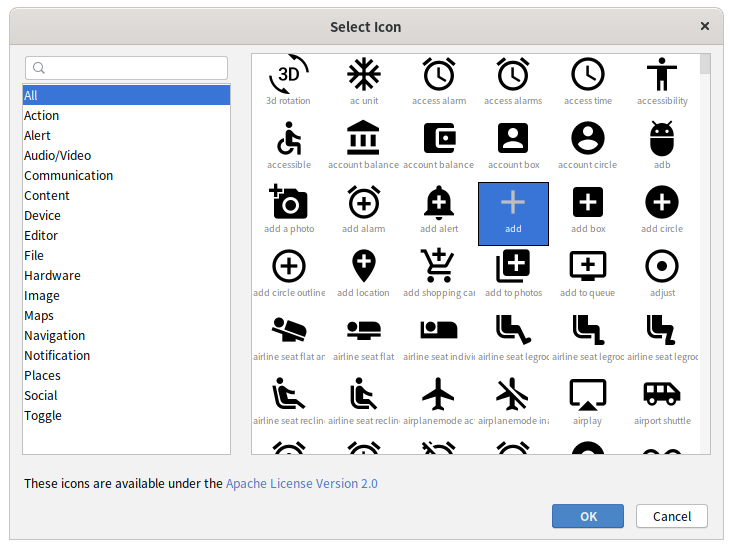 Select Icon
All
Action
Alert
Audio/Video
Communication
Content
Device
Editor
File
Hardware
Image
Maps
Navigation
Notification
Places
Social
Toggle
3D
3d rotation ac unit access alarm access alarms access time accessibility
accessible account balance account balance account box account circle adb
add a photo add alarm add alert add add box add circle
add circle outline add location add shopping car add to photos add to queue adjust
airline seat flat an airline seat flat airline seat indivi airline seat legroo airline seat legroo airline seat legroo
airline seat reclin airline seat reclin airplanemode ac airplanemode ina airplay airport shuttle
These icons are available under the Apache License Version 2.0
OK Cancel